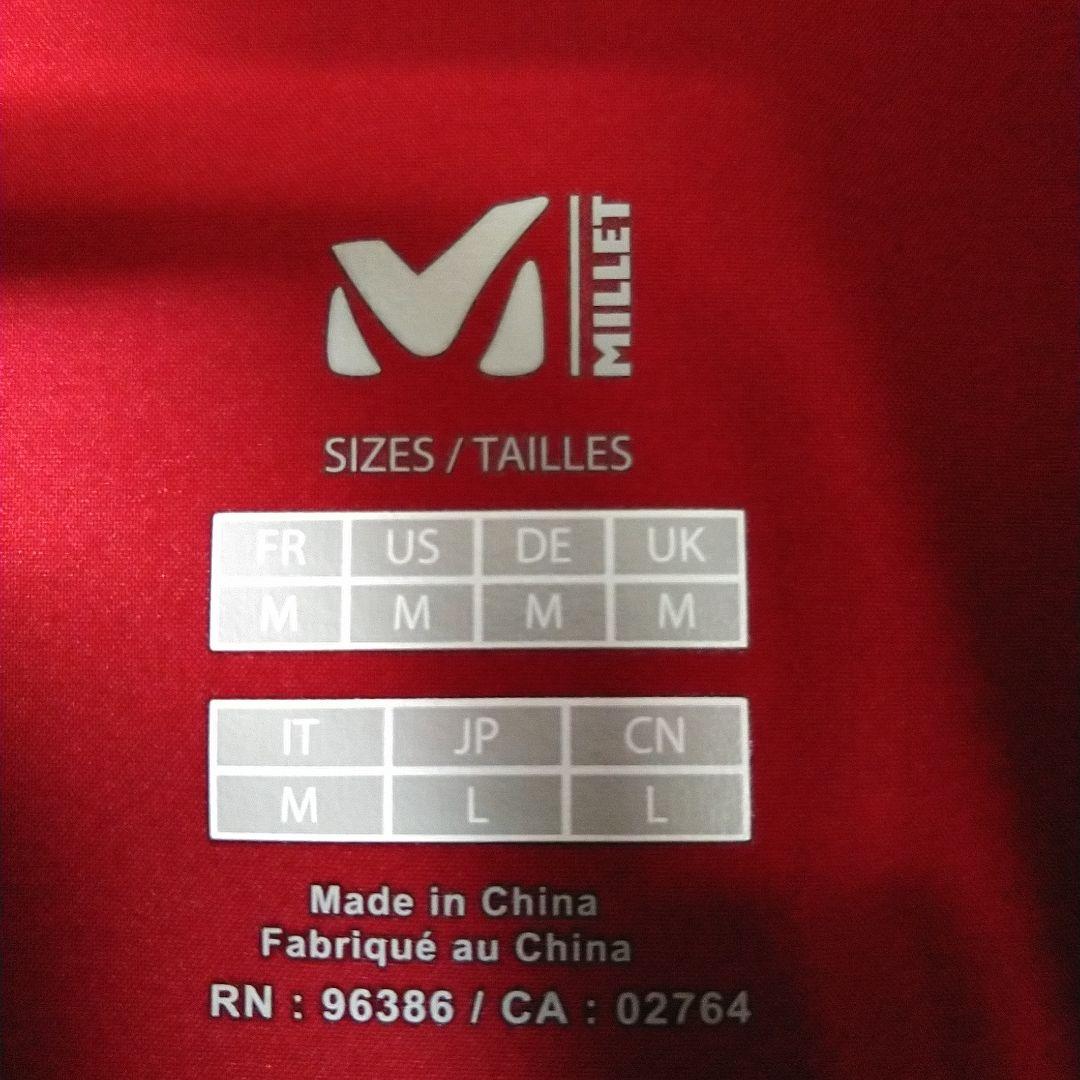 MILLET
SIZES / TAILLES
FR US DE UK
M M M M
IT JP CN
M L L
Made in China
Fabriqué au China
RN : 96386 / CA : 02764